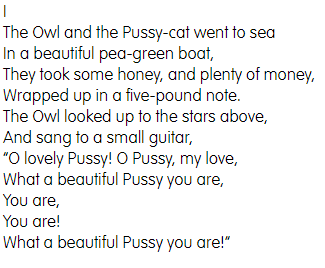 I
The Owl and the Pussy-cat went to sea
In a beautiful pea-green boat,
They took some honey, and plenty of money,
Wrapped up in a five-pound note.
The Owl looked up to the stars above,
And sang to a small guitar,
“O lovely Pussy! O Pussy, my love,
What a beautiful Pussy you are,
You are,
You are!
What a beautiful Pussy you are!”